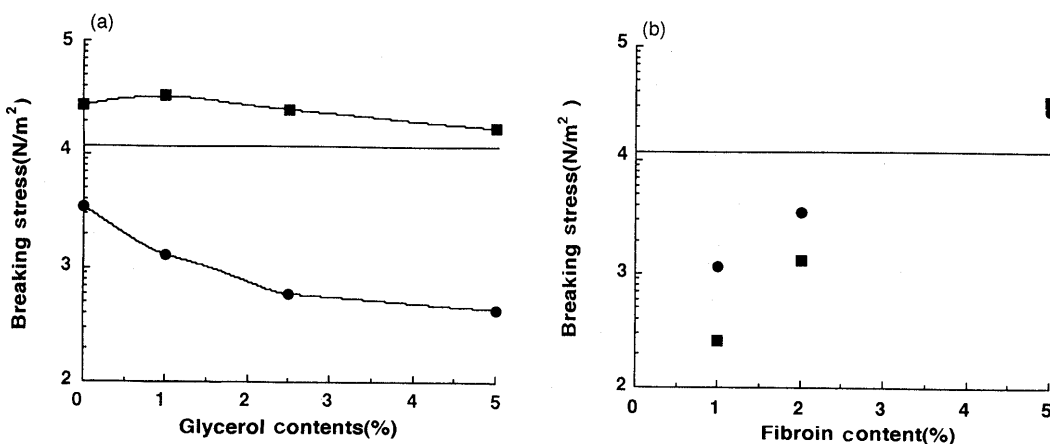 (a)
5
4
3
2
Breaking stress(N/m²)
0 1 2 3 4 5
Glycerol contents(%)
(b)
5
4
3
2
Breaking stress(N/m²)
0 1 2 3 4 5
Fibroin content(%)